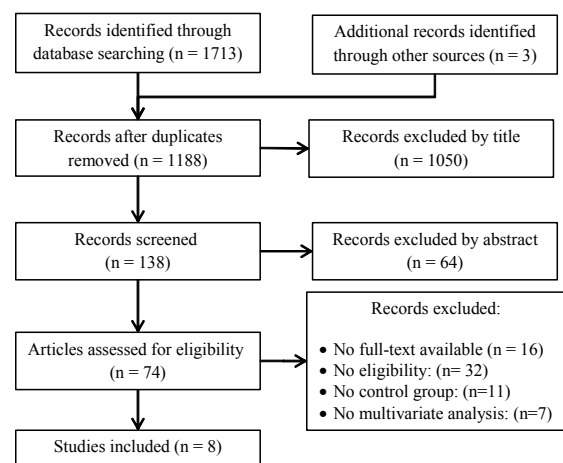 Records identified through
database searching (n = 1713)
Additional records identified
through other sources (n = 3)
Records after duplicates
removed (n = 1188)
Records excluded by title
(n = 1050)
Records screened
(n = 138)
Records excluded by abstract
(n = 64)
Articles assessed for eligibility
(n = 74)
Records excluded:
• No full-text available (n = 16)
• No eligibility: (n= 32)
• No control group: (n=11)
• No multivariate analysis: (n=7)
Studies included (n = 8)